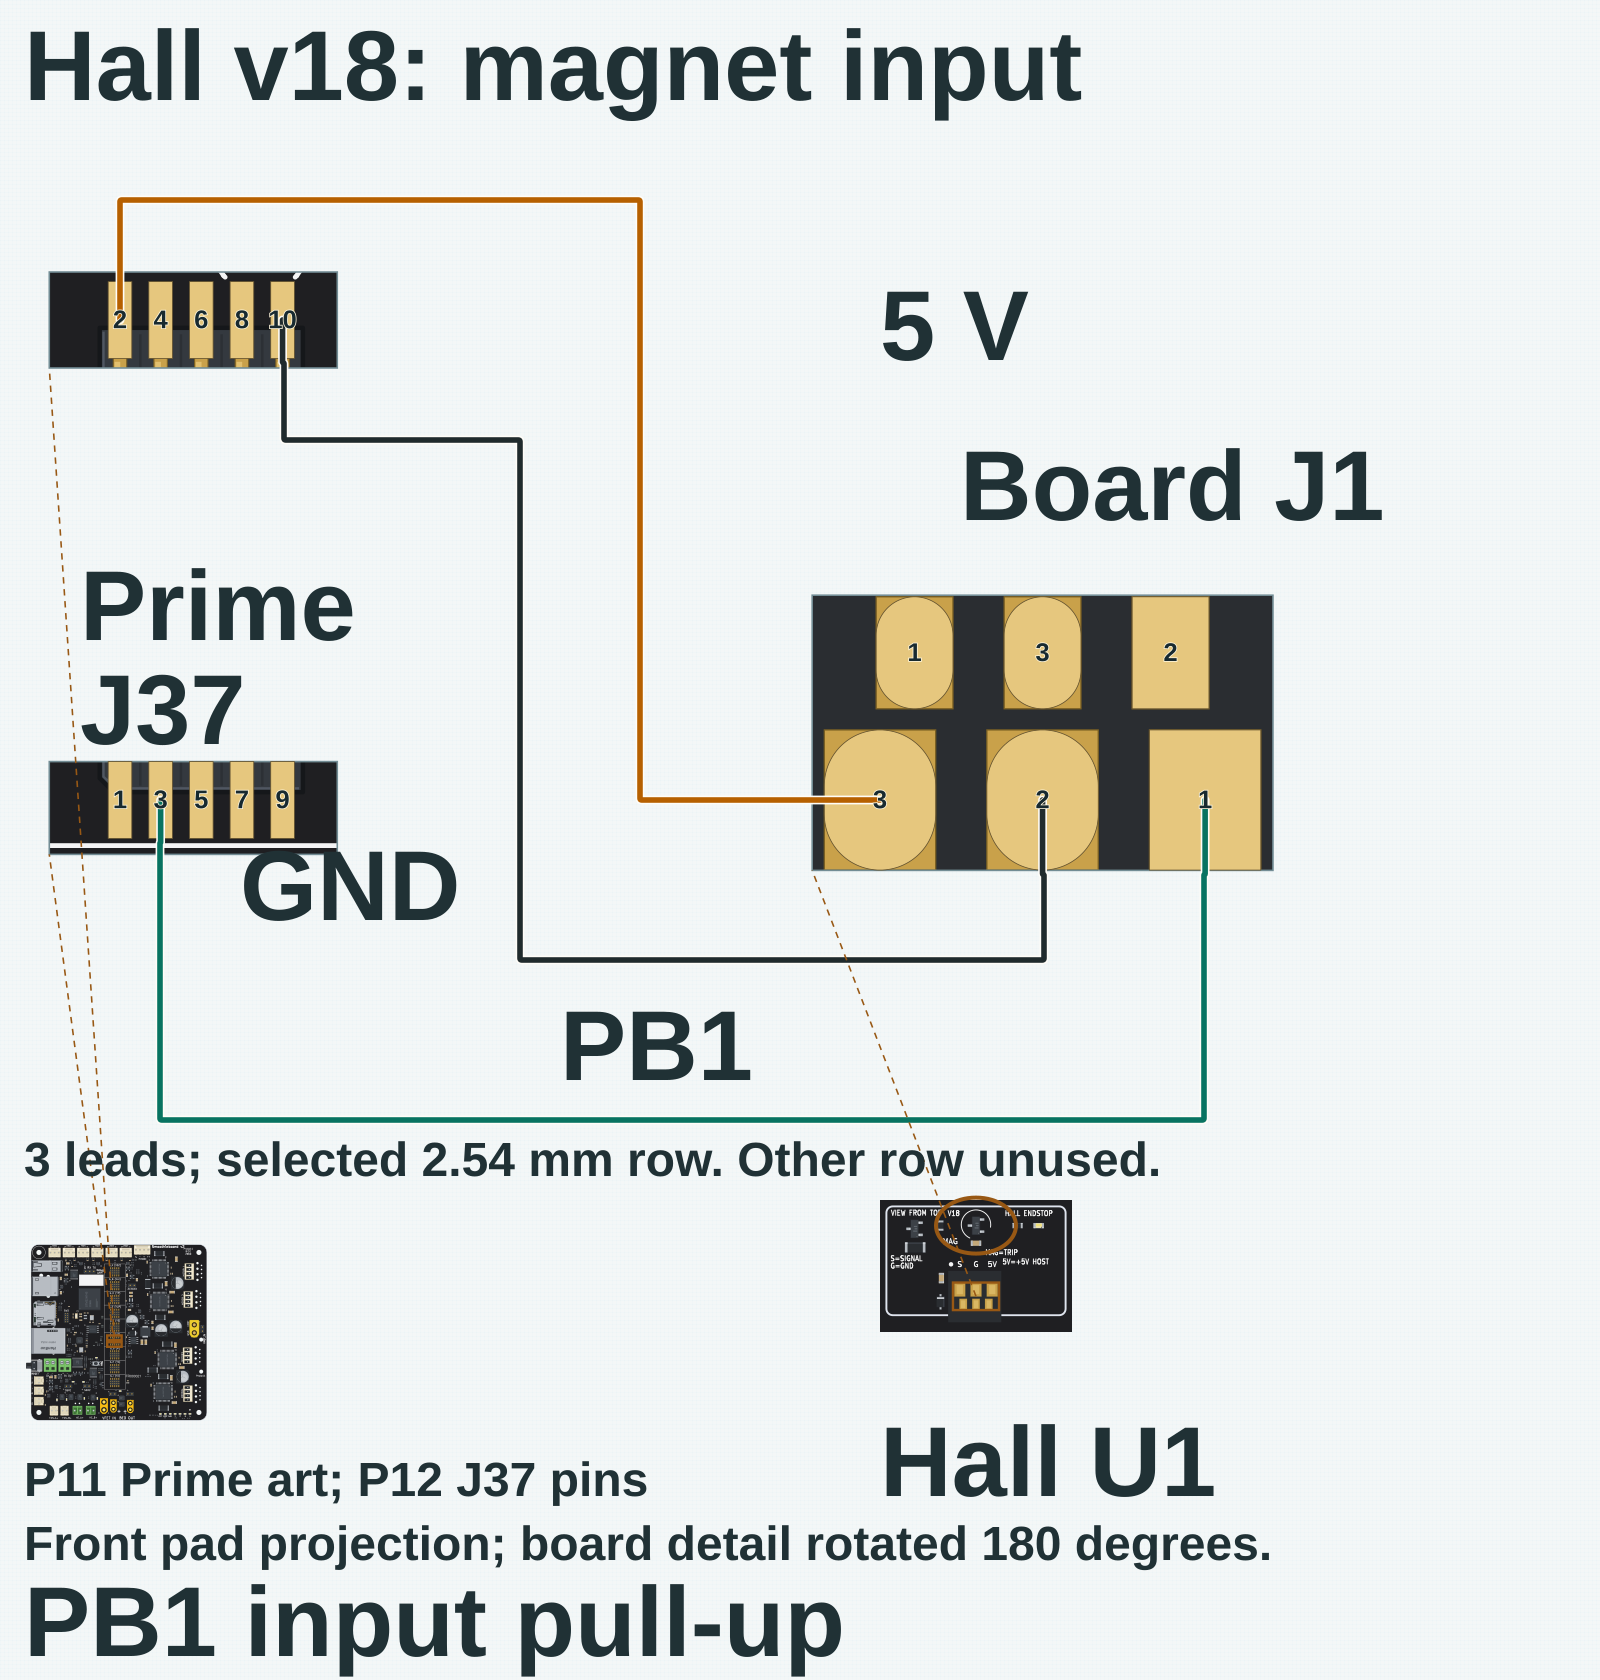 Hall v18: magnet input
2 4 6 8 10
5 V
Board J1
Prime
J37
1 3 2
3 2 1
1 3 5 7 9
GND
PB1
3 leads; selected 2.54 mm row. Other row unused.
VIEW FROM TOP V18
HALL ENDSTOP
MAG
MAG=TRIP
S=SIGNAL
G=GND
5V=+5V HOST
S G 5V
P11 Prime art; P12 J37 pins
Hall U1
Front pad projection; board detail rotated 180 degrees.
PB1 input pull-up